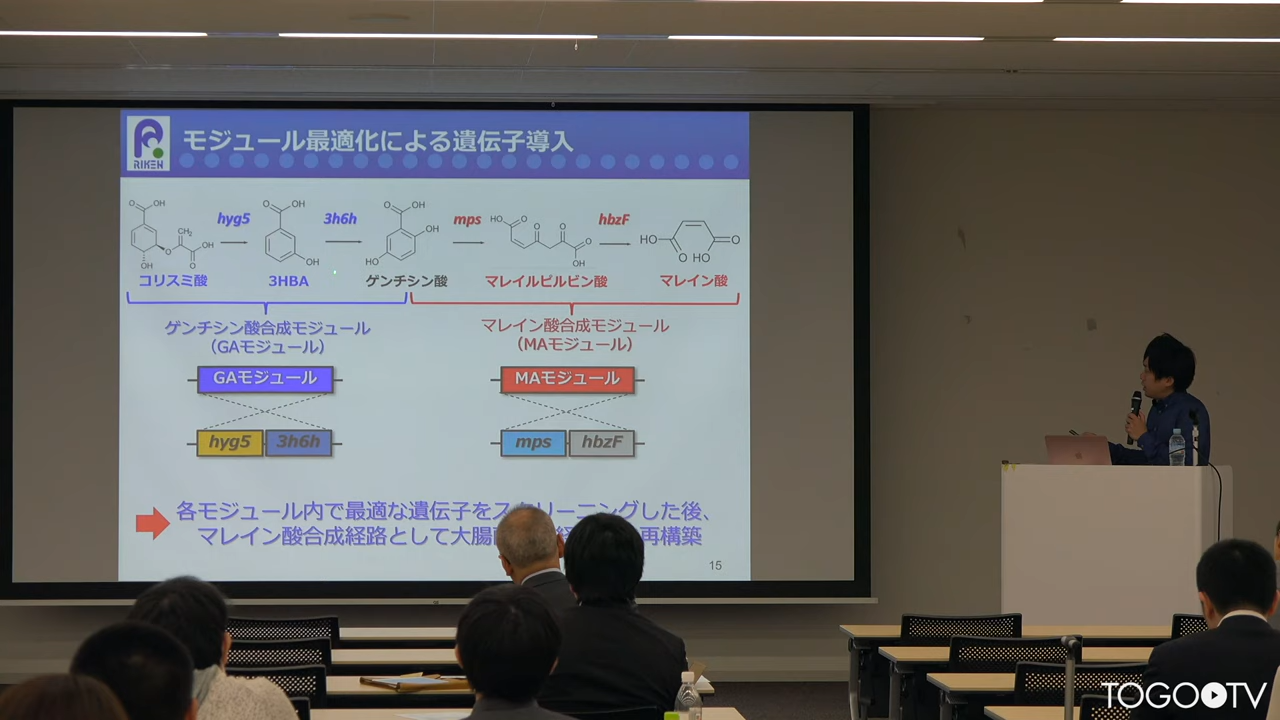 RIKEN
モジュール最適化による遺伝子導入
hyg5
3h6h
mps
hbzF
コリスミ酸
3HBA
ゲンチシン酸
マレイルピルビン酸
マレイン酸
ゲンチシン酸合成モジュール
(GAモジュール)
マレイン酸合成モジュール
(MAモジュール)
GAモジュール
MAモジュール
hyg5 3h6h
mps hbzF
各モジュール内で最適な遺伝子をスクリーニングした後、
マレイン酸合成経路として大腸 再構築
15
TOGOTV